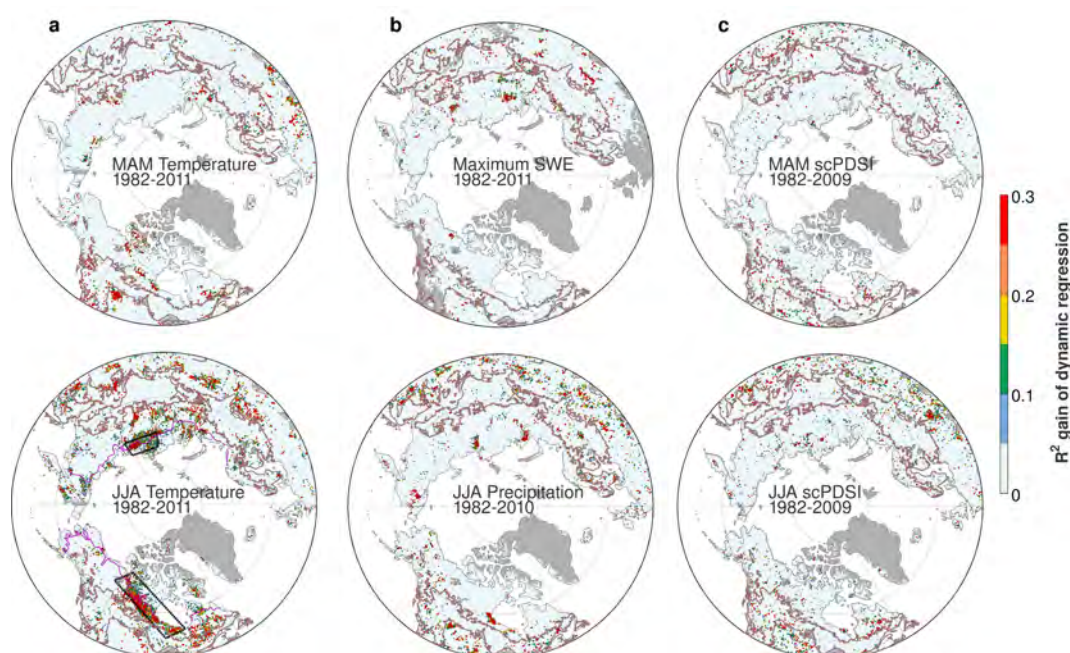 a
b
c
MAM Temperature
1982-2011
Maximum SWE
1982-2011
MAM scPDSI
1982-2009
JJA Temperature
1982-2011
JJA Precipitation
1982-2010
JJA scPDSI
1982-2009
0.3
0.2
0.1
0
R² gain of dynamic regression